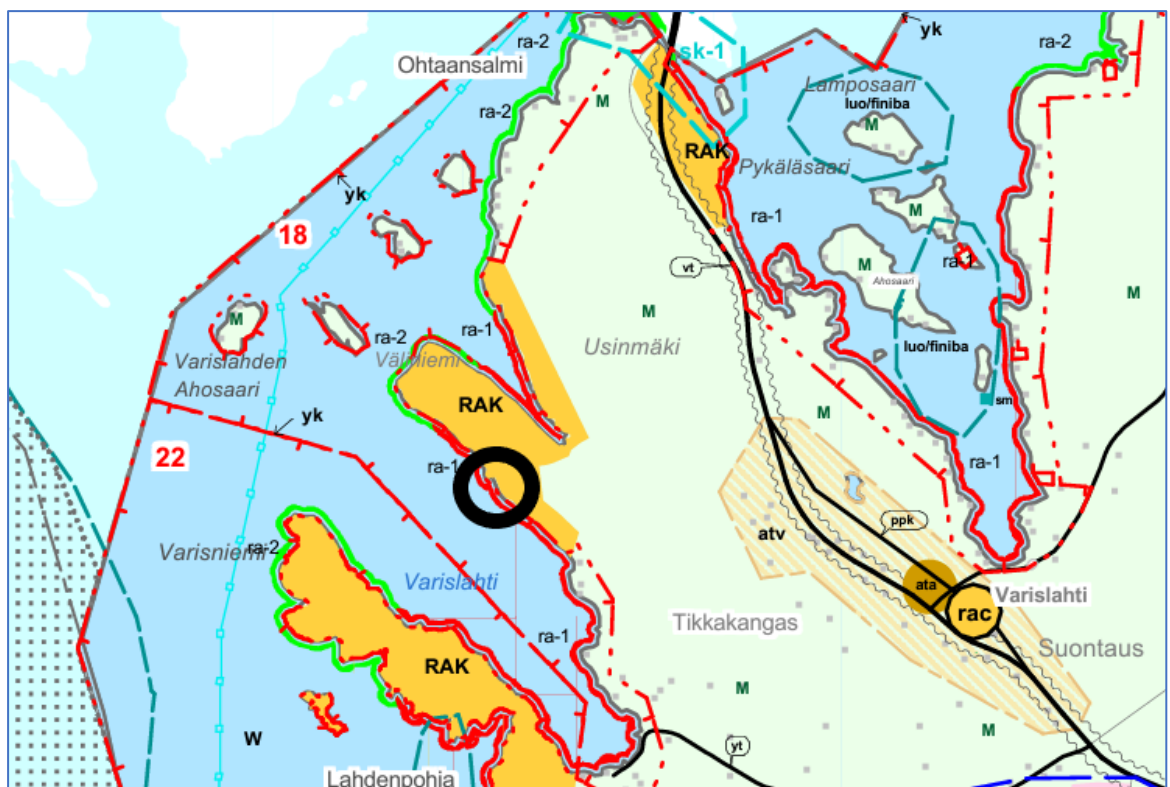 ra-2
sk-1
yk
ra-2
Ohtaansalmi
Lamposaari
luo/finiba
M
ra-2
M
RAK
Pykäläsaari
yk
M
ra-1
18
ra-1
vt
M
Ahosaari
M
M
M
ra-1
ra-2
Usinmäki
luo/finiba
Varislahden
Ahosaari
Väliniemi
RAK
sm
yk
M
22
ra-1
ra-1
ppk
atv
Varisniemi
ra-2
Varislahti
ata
Varislahti
rac
Tikkakangas
ra-1
Suontaus
RAK
M
M
W
yt
Lahdenpohja